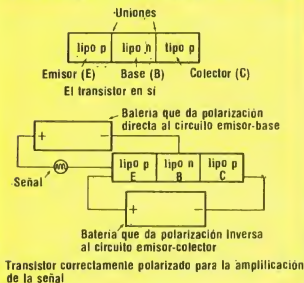 Uniones
tipo p tipo n tipo p
Emisor (E) Base (B) Colector (C)
El transistor en sí
Batería que da polarización
directa al circuito emisor-base
+ −
Señal
tipo p tipo n tipo p
E B C
+ −
Batería que da polarización inversa
al circuito emisor-colector
Transistor correctamente polarizado para la amplificación
de la señal